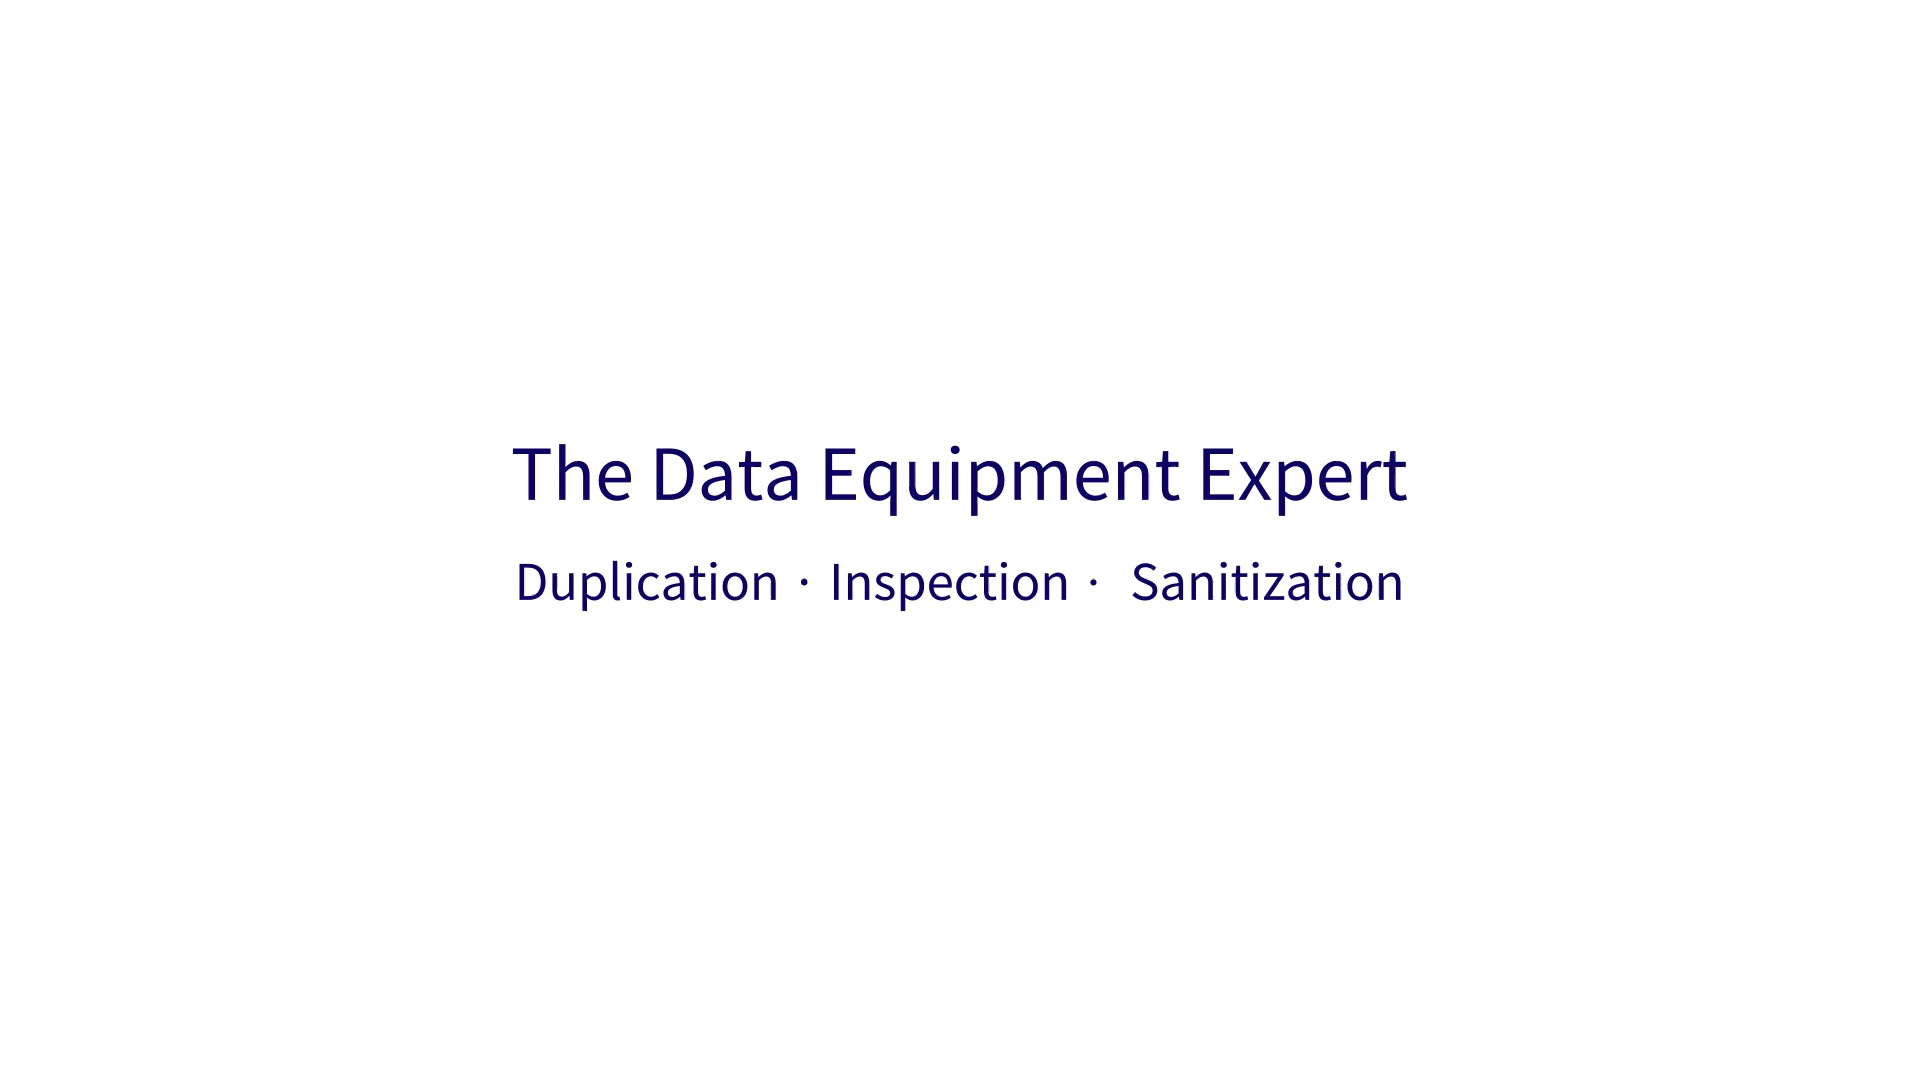 The Data Equipment Expert
Duplication · Inspection · Sanitization